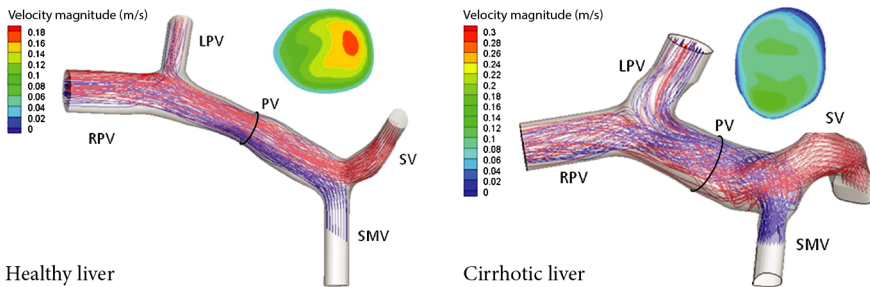 Velocity magnitude (m/s)
0.18
0.16
0.14
0.12
0.1
0.08
0.06
0.04
0.02
0
LPV
PV
RPV
SV
SMV
Healthy liver
Velocity magnitude (m/s)
0.3
0.28
0.26
0.24
0.22
0.2
0.18
0.16
0.14
0.12
0.1
0.08
0.06
0.04
0.02
0
LPV
PV
SV
RPV
SMV
Cirrhotic liver